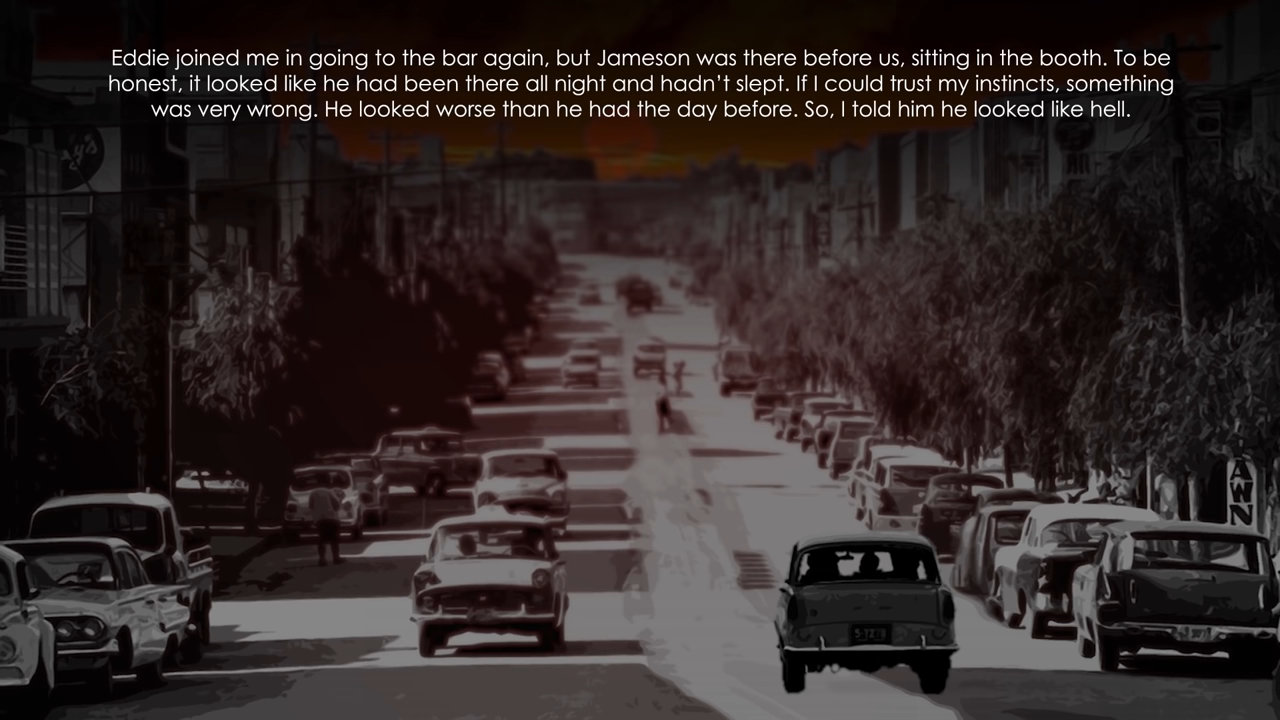 Eddie joined me in going to the bar again, but Jameson was there before us, sitting in the booth. To be
honest, it looked like he had been there all night and hadn’t slept. If I could trust my instincts, something
was very wrong. He looked worse than he had the day before. So, I told him he looked like hell.
AWN